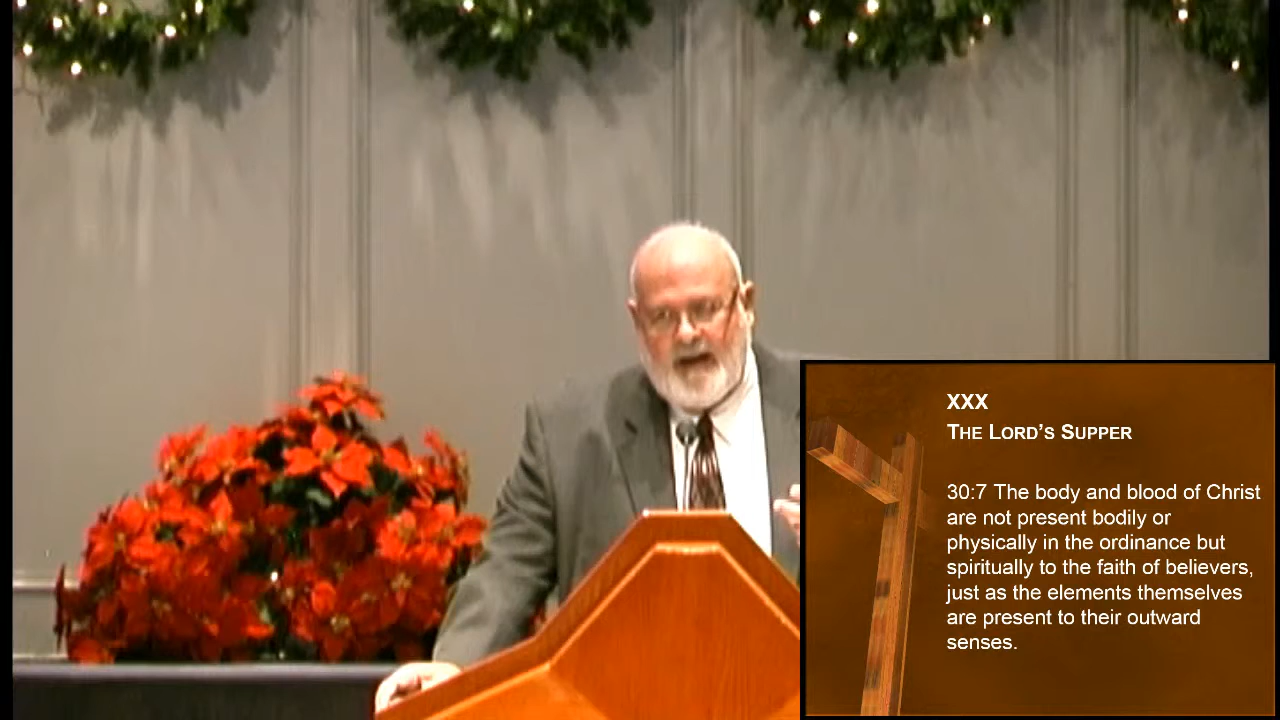 XXX
THE LORD'S SUPPER
30:7 The body and blood of Christ
are not present bodily or
physically in the ordinance but
spiritually to the faith of believers,
just as the elements themselves
are present to their outward
senses.